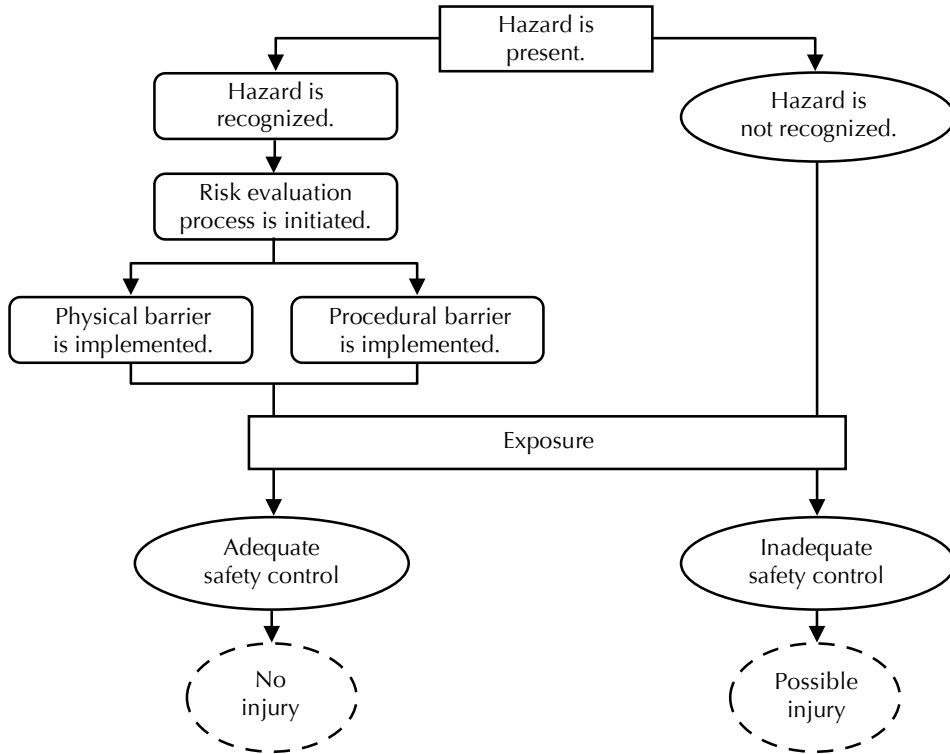 Hazard is
present.
Hazard is
recognized.
Hazard is
not recognized.
Risk evaluation
process is initiated.
Physical barrier
is implemented.
Procedural barrier
is implemented.
Exposure
Adequate
safety control
Inadequate
safety control
No
injury
Possible
injury